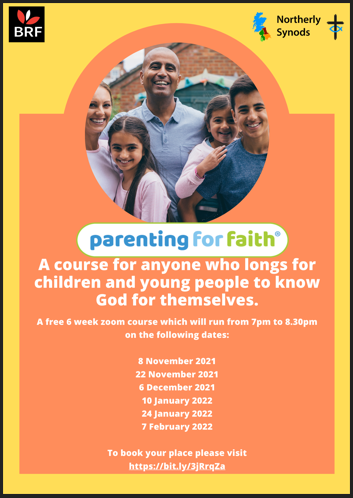 BRF
Northerly
Synods
parenting for faith®
A course for anyone who longs for
children and young people to know
God for themselves.
A free 6 week zoom course which will run from 7pm to 8.30pm
on the following dates:
8 November 2021
22 November 2021
6 December 2021
10 January 2022
24 January 2022
7 February 2022
To book your place please visit
https://bit.ly/3jRrqZa